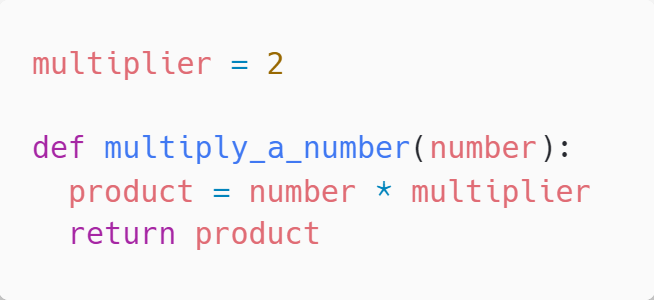 multiplier = 2
def multiply_a_number(number):
  product = number * multiplier
  return product